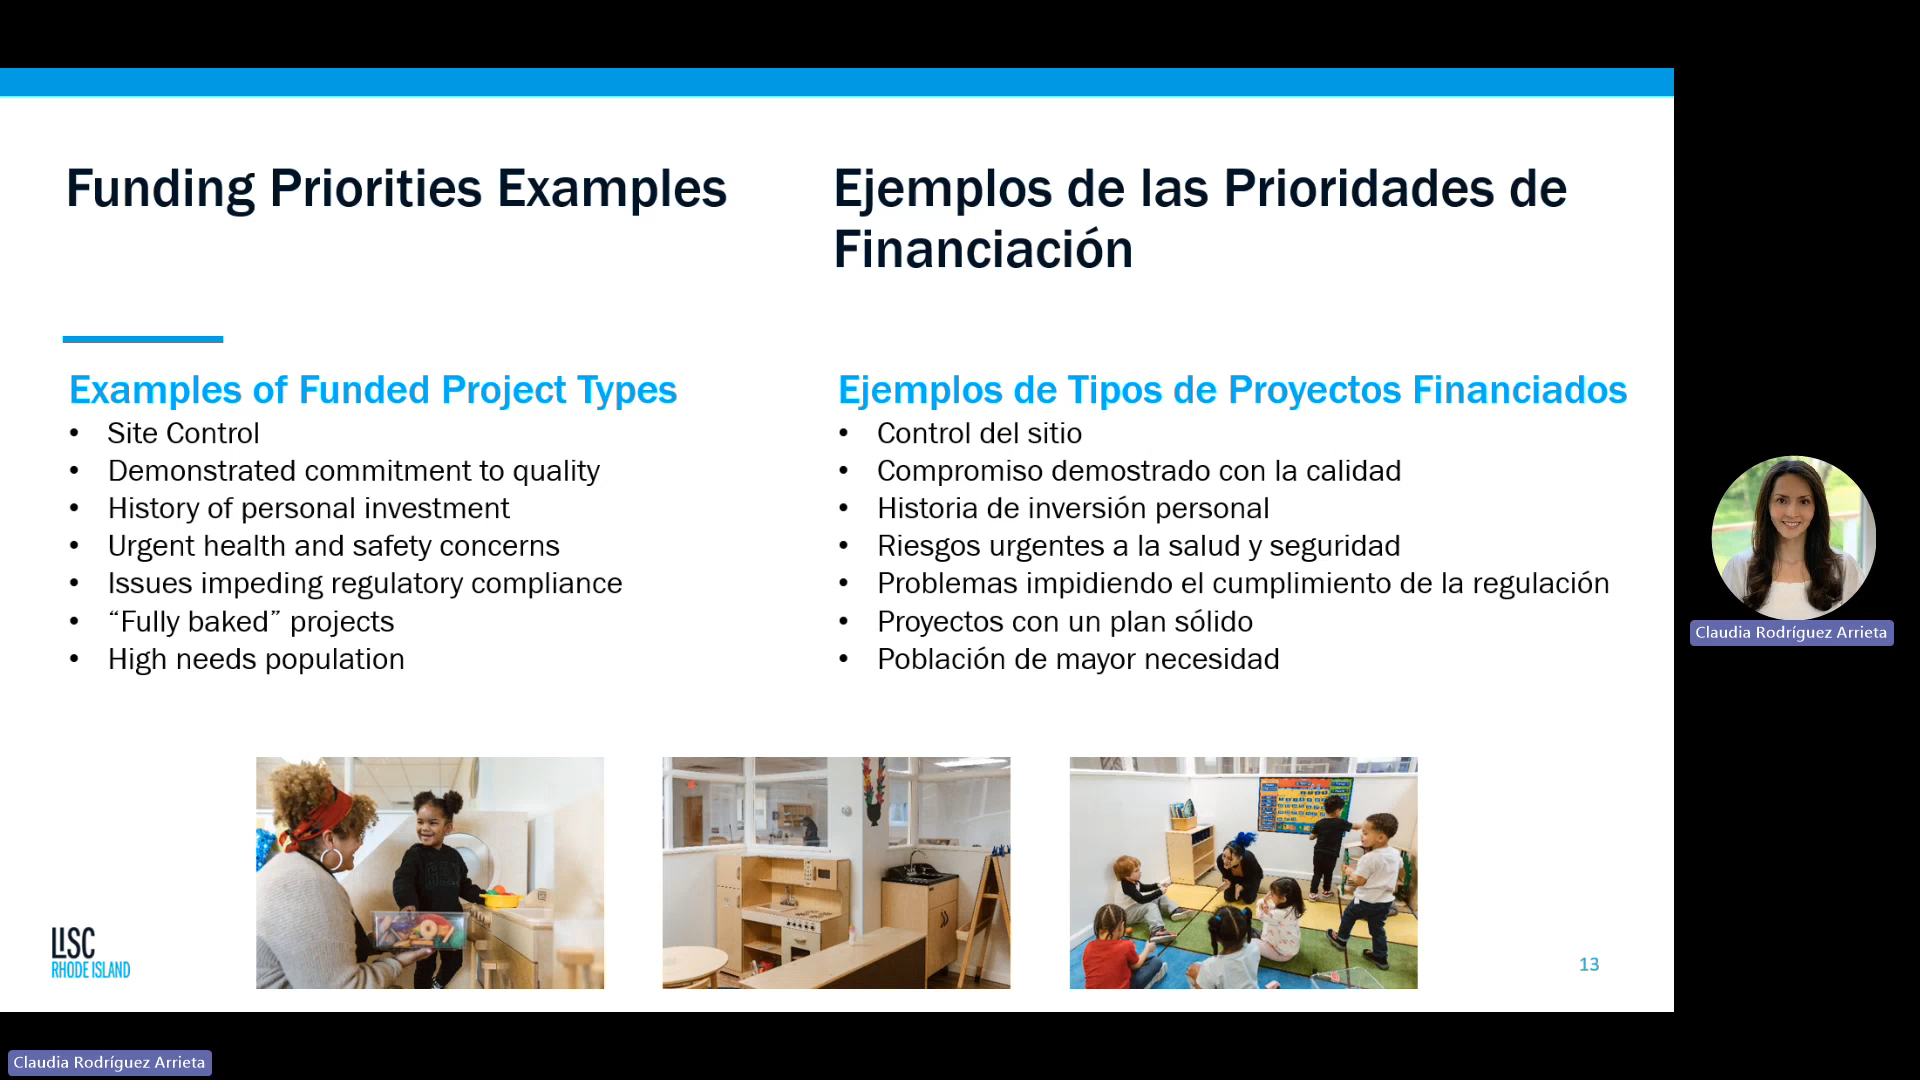 Funding Priorities Examples
Examples of Funded Project Types
• Site Control
• Demonstrated commitment to quality
• History of personal investment
• Urgent health and safety concerns
• Issues impeding regulatory compliance
• “Fully baked” projects
• High needs population
Ejemplos de las Prioridades de
Financiación
Ejemplos de Tipos de Proyectos Financiados
• Control del sitio
• Compromiso demostrado con la calidad
• Historia de inversión personal
• Riesgos urgentes a la salud y seguridad
• Problemas impidiendo el cumplimiento de la regulación
• Proyectos con un plan sólido
• Población de mayor necesidad
LISC
RHODE ISLAND
13
Claudia Rodríguez Arrieta
Claudia Rodríguez Arrieta